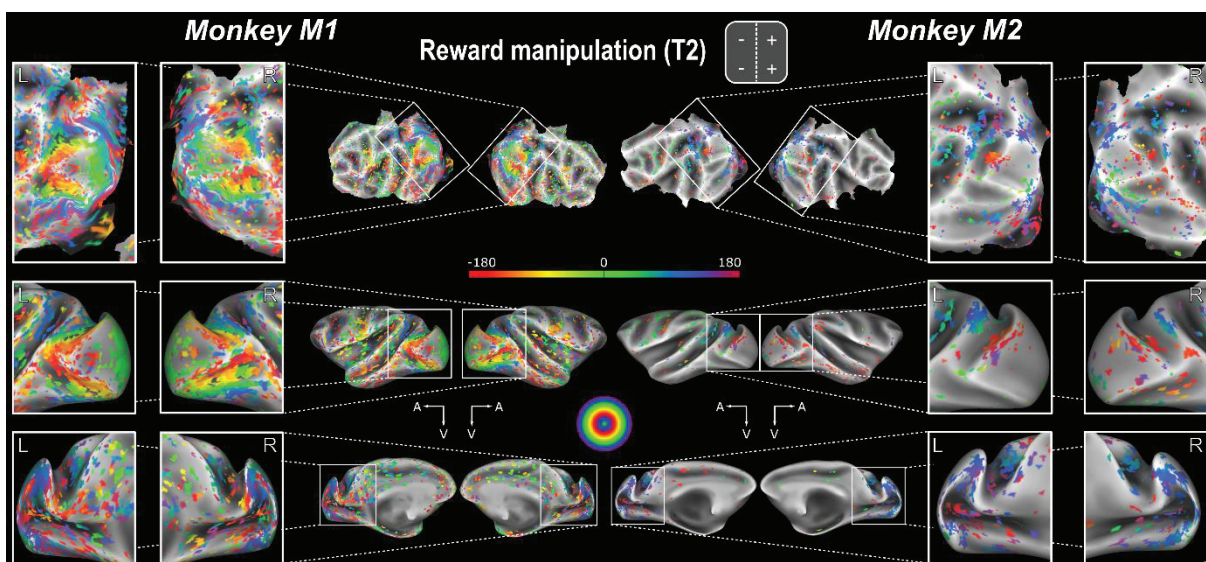 Monkey M1
Reward manipulation (T2)
- +
- +
Monkey M2
L
R
L
R
-180 0 180
L
R
L
R
A A A A
V V V V
L
R
L
R